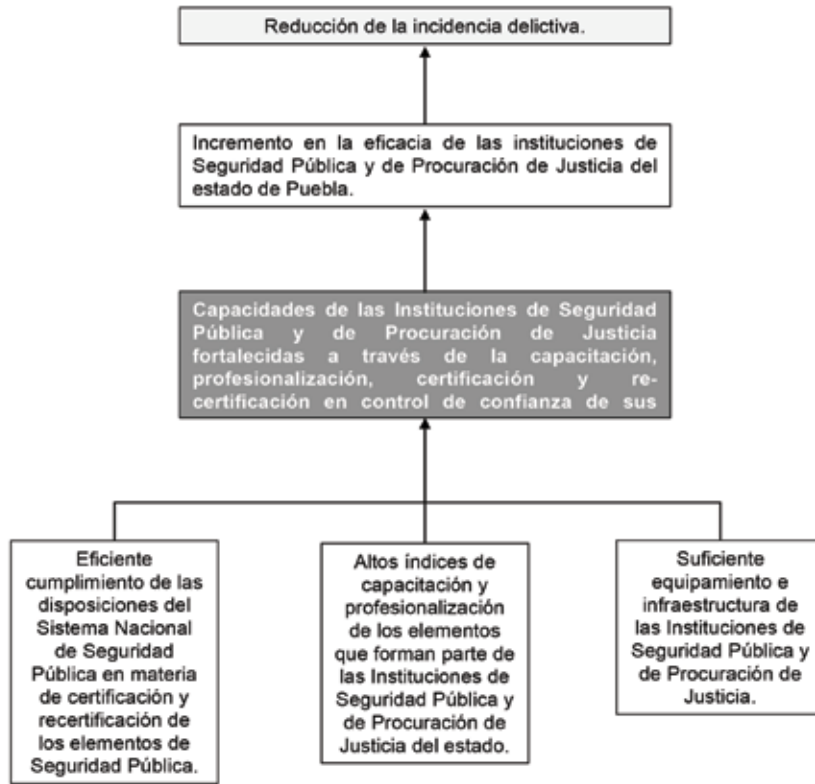 Reducción de la incidencia delictiva.
Incremento en la eficacia de las instituciones de
Seguridad Pública y de Procuración de Justicia del
estado de Puebla.
Capacidades de las Instituciones de Seguridad
Pública y de Procuración de Justicia
fortalecidas a través de la capacitación,
profesionalización, certificación y re-
certificación en control de confianza de sus
Eficiente
cumplimiento de las
disposiciones del
Sistema Nacional
de Seguridad
Pública en materia
de certificación y
recertificación de
los elementos de
Seguridad Pública.
Altos índices de
capacitación y
profesionalización
de los elementos
que forman parte de
las Instituciones de
Seguridad Pública y
de Procuración de
Justicia del estado.
Suficiente
equipamiento e
infraestructura de
las Instituciones de
Seguridad Pública y
de Procuración de
Justicia.